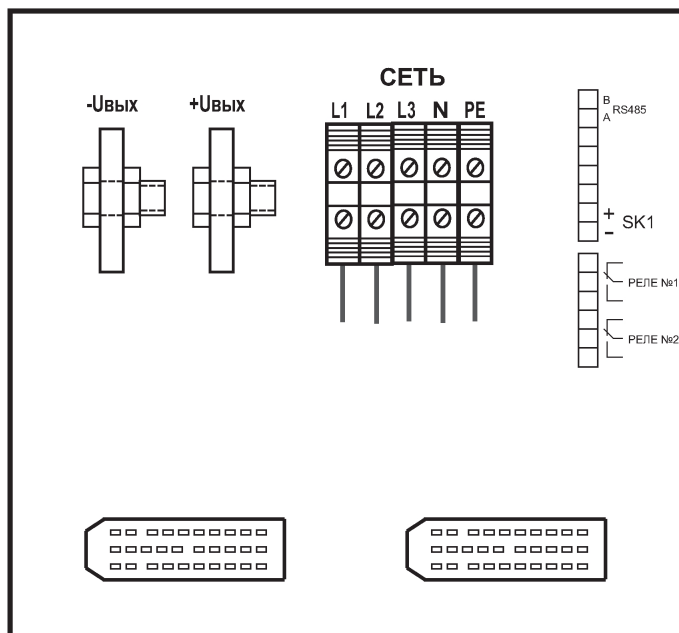 СЕТЬ
-Uвых +Uвых
L1 L2 L3 N PE
B
A RS485
+
− SK1
РЕЛЕ №1
РЕЛЕ №2